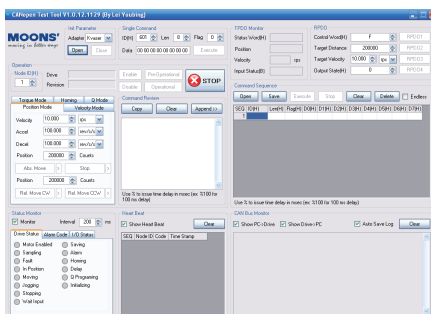 CANopen Test Tool V1.0.12.1129 (By Lei Youbing)
MOONS'
moving in better ways
Init Parameter
Adapter Kvaser
Open Close
Single Command
ID(H) 601 Len 8 Flag 0
Data 00 00 00 00 00 00 00 00 Execute
TPDO Monitor
Status Word(H)
Position
Velocity rps
Input Status(B)
RPDO
Control Word(H) F RPDO1
Target Distance 200000 RPDO2
Target Velocity 10.000 rps RPDO3
Output State(H) 0 RPDO4
Operation
Node ID(H) Drive
1 Revision
Enable Pre-Operational
Disable Operational
STOP
Torque Mode Homing Q Mode
Position Mode Velocity Mode
Velocity 10.000 rps
Accel 100.000 rev/s/s
Decel 100.000 rev/s/s
Position 200000 Counts
Abs. Move > Stop >
Position 200000 Counts
Rel. Move CW > Rel. Move CCW >
Command Review
Copy Clear Append >>
Use % to issue time delay in msec (ex: %100 for
100 ms delay)
Command Sequence
Open Save Execute Stop Clear Delete Endless
SEQ ID(H) Len(H) Flag(H) D0(H) D1(H) D2(H) D3(H) D4(H) D5(H) D6(H) D7(H)
1
Use % to issue time delay in msec (ex: %100 for 100 ms delay)
Status Monitor
Monitor Interval 200 ms
Drive Status Alarm Code I/O Status
Motor Enabled Saving
Sampling Alarm
Fault Homing
In Position Delay
Moving Q Programing
Jogging Initializing
Stopping
Wait Input
Heart Beat
Show Heart Beat Clear
SEQ Node ID Code Time Stamp
CAN Bus Monitor
Show PC->Drive Show Drive->PC Auto Save Log Clear